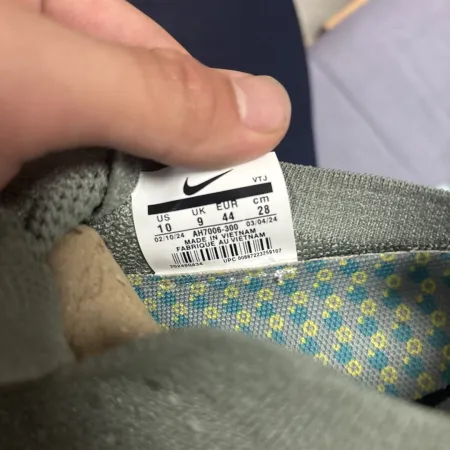 VTJ
US UK EUR cm
10 9 44 28
02/10/24 AH7006-300 03/04/24
MADE IN VIETNAM
FABRIQUE AU VIETNAM